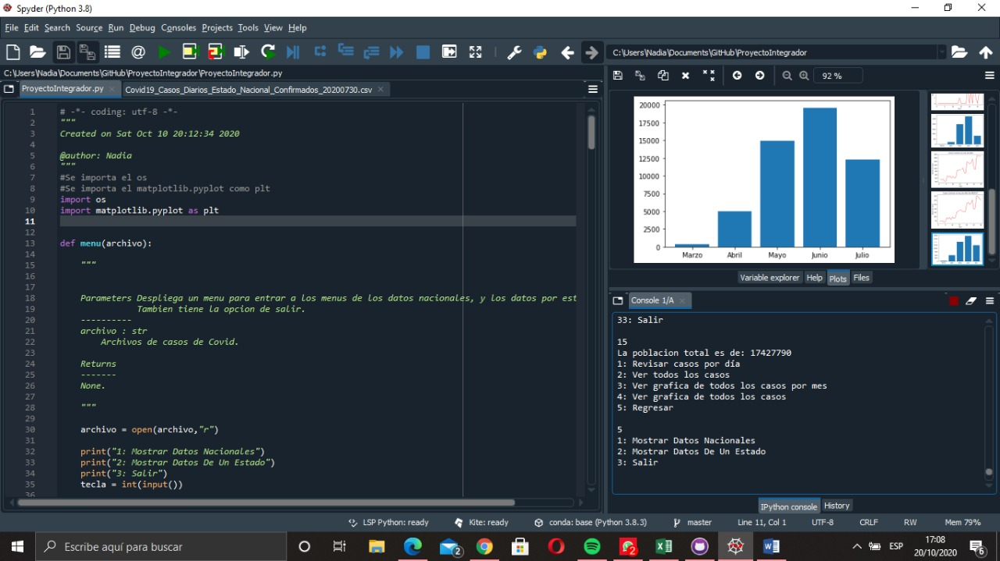 Spyder (Python 3.8)
File Edit Search Source Run Debug Consoles Projects Tools View Help
C:\Users\Nadia\Documents\GitHub\ProyectoIntegrador
C:\Users\Nadia\Documents\GitHub\ProyectoIntegrador\ProyectoIntegrador.py
ProyectoIntegrador.py
Covid19_Casos_Diarios_Estado_Nacional_Confirmados_20200730.csv
1 # -*- coding: utf-8 -*-
2 """
3 Created on Sat Oct 10 20:12:34 2020
4
5 @author: Nadia
6 """
7 #Se importa el os
8 #Se importa el matplotlib.pyplot como plt
9 import os
10 import matplotlib.pyplot as plt
11
12
13 def menu(archivo):
14
15 """
16
17
18 Parameters Despliega un menu para entrar a los menus de los datos nacionales, y los datos por est
19 Tambien tiene la opcion de salir.
20 ----------
21 archivo : str
22 Archivos de casos de Covid.
23
24 Returns
25 -------
26 None.
27
28 """
29
30 archivo = open(archivo,"r")
31
32 print("1: Mostrar Datos Nacionales")
33 print("2: Mostrar Datos De Un Estado")
34 print("3: Salir")
35 tecla = int(input())
36
92 %
20000
17500
15000
12500
10000
7500
5000
2500
0
Marzo Abril Mayo Junio Julio
Variable explorer Help Plots Files
Console 1/A
33: Salir
15
La poblacion total es de: 17427790
1: Revisar casos por día
2: Ver todos los casos
3: Ver grafica de todos los casos por mes
4: Ver grafica de todos los casos
5: Regresar
5
1: Mostrar Datos Nacionales
2: Mostrar Datos De Un Estado
3: Salir
IPython console History
LSP Python: ready Kite: ready conda: base (Python 3.8.3) master Line 11, Col 1 UTF-8 CRLF RW Mem 79%
Escribe aquí para buscar
2
2
ESP
17:08
20/10/2020
6